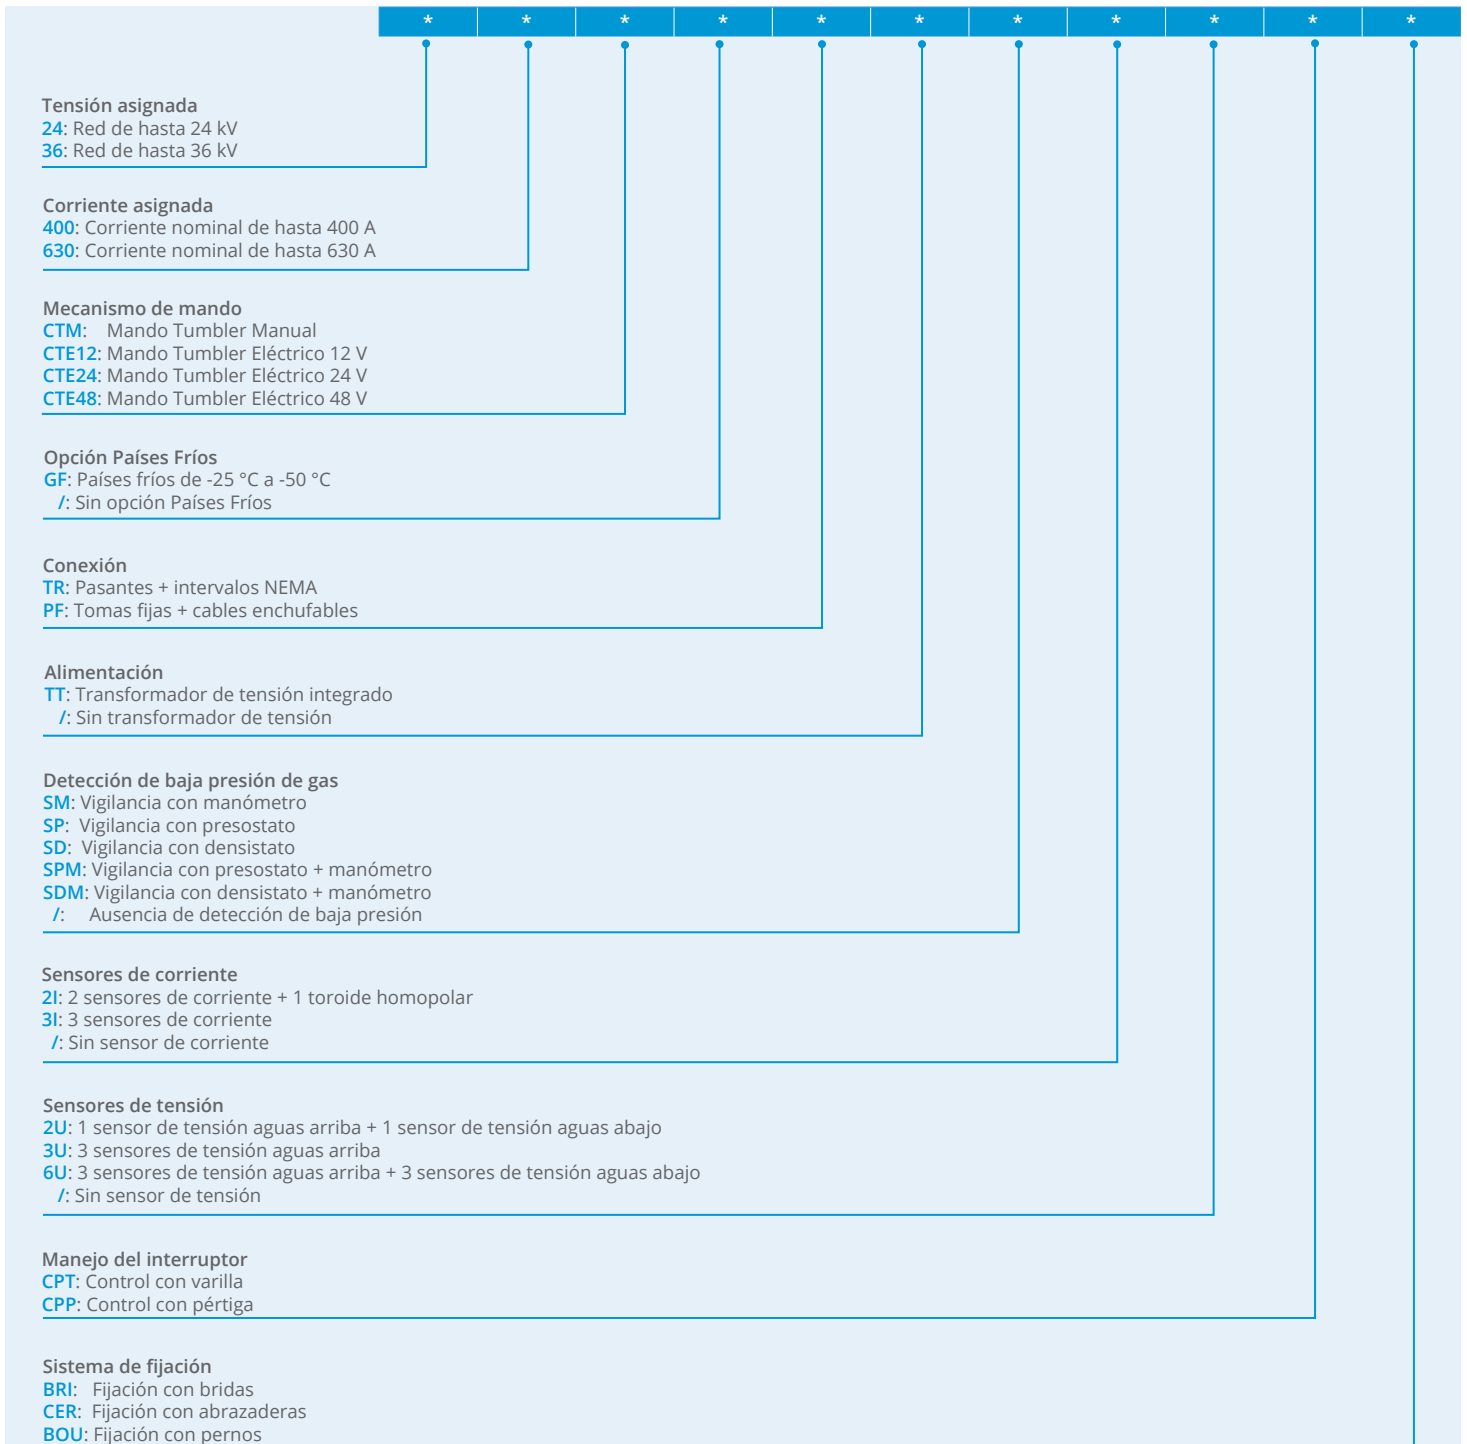 * * * * * * * * * * *
Tensión asignada
24: Red de hasta 24 kV
36: Red de hasta 36 kV
Corriente asignada
400: Corriente nominal de hasta 400 A
630: Corriente nominal de hasta 630 A
Mecanismo de mando
CTM: Mando Tumbler Manual
CTE12: Mando Tumbler Eléctrico 12 V
CTE24: Mando Tumbler Eléctrico 24 V
CTE48: Mando Tumbler Eléctrico 48 V
Opción Países Fríos
GF: Países fríos de -25 °C a -50 °C
/: Sin opción Países Fríos
Conexión
TR: Pasantes + intervalos NEMA
PF: Tomas fijas + cables enchufables
Alimentación
TT: Transformador de tensión integrado
/: Sin transformador de tensión
Detección de baja presión de gas
SM: Vigilancia con manómetro
SP: Vigilancia con presostato
SD: Vigilancia con densistato
SPM: Vigilancia con presostato + manómetro
SDM: Vigilancia con densistato + manómetro
/: Ausencia de detección de baja presión
Sensores de corriente
2I: 2 sensores de corriente + 1 toroide homopolar
3I: 3 sensores de corriente
/: Sin sensor de corriente
Sensores de tensión
2U: 1 sensor de tensión aguas arriba + 1 sensor de tensión aguas abajo
3U: 3 sensores de tensión aguas arriba
6U: 3 sensores de tensión aguas arriba + 3 sensores de tensión aguas abajo
/: Sin sensor de tensión
Manejo del interruptor
CPT: Control con varilla
CPP: Control con pértiga
Sistema de fijación
BRI: Fijación con bridas
CER: Fijación con abrazaderas
BOU: Fijación con pernos